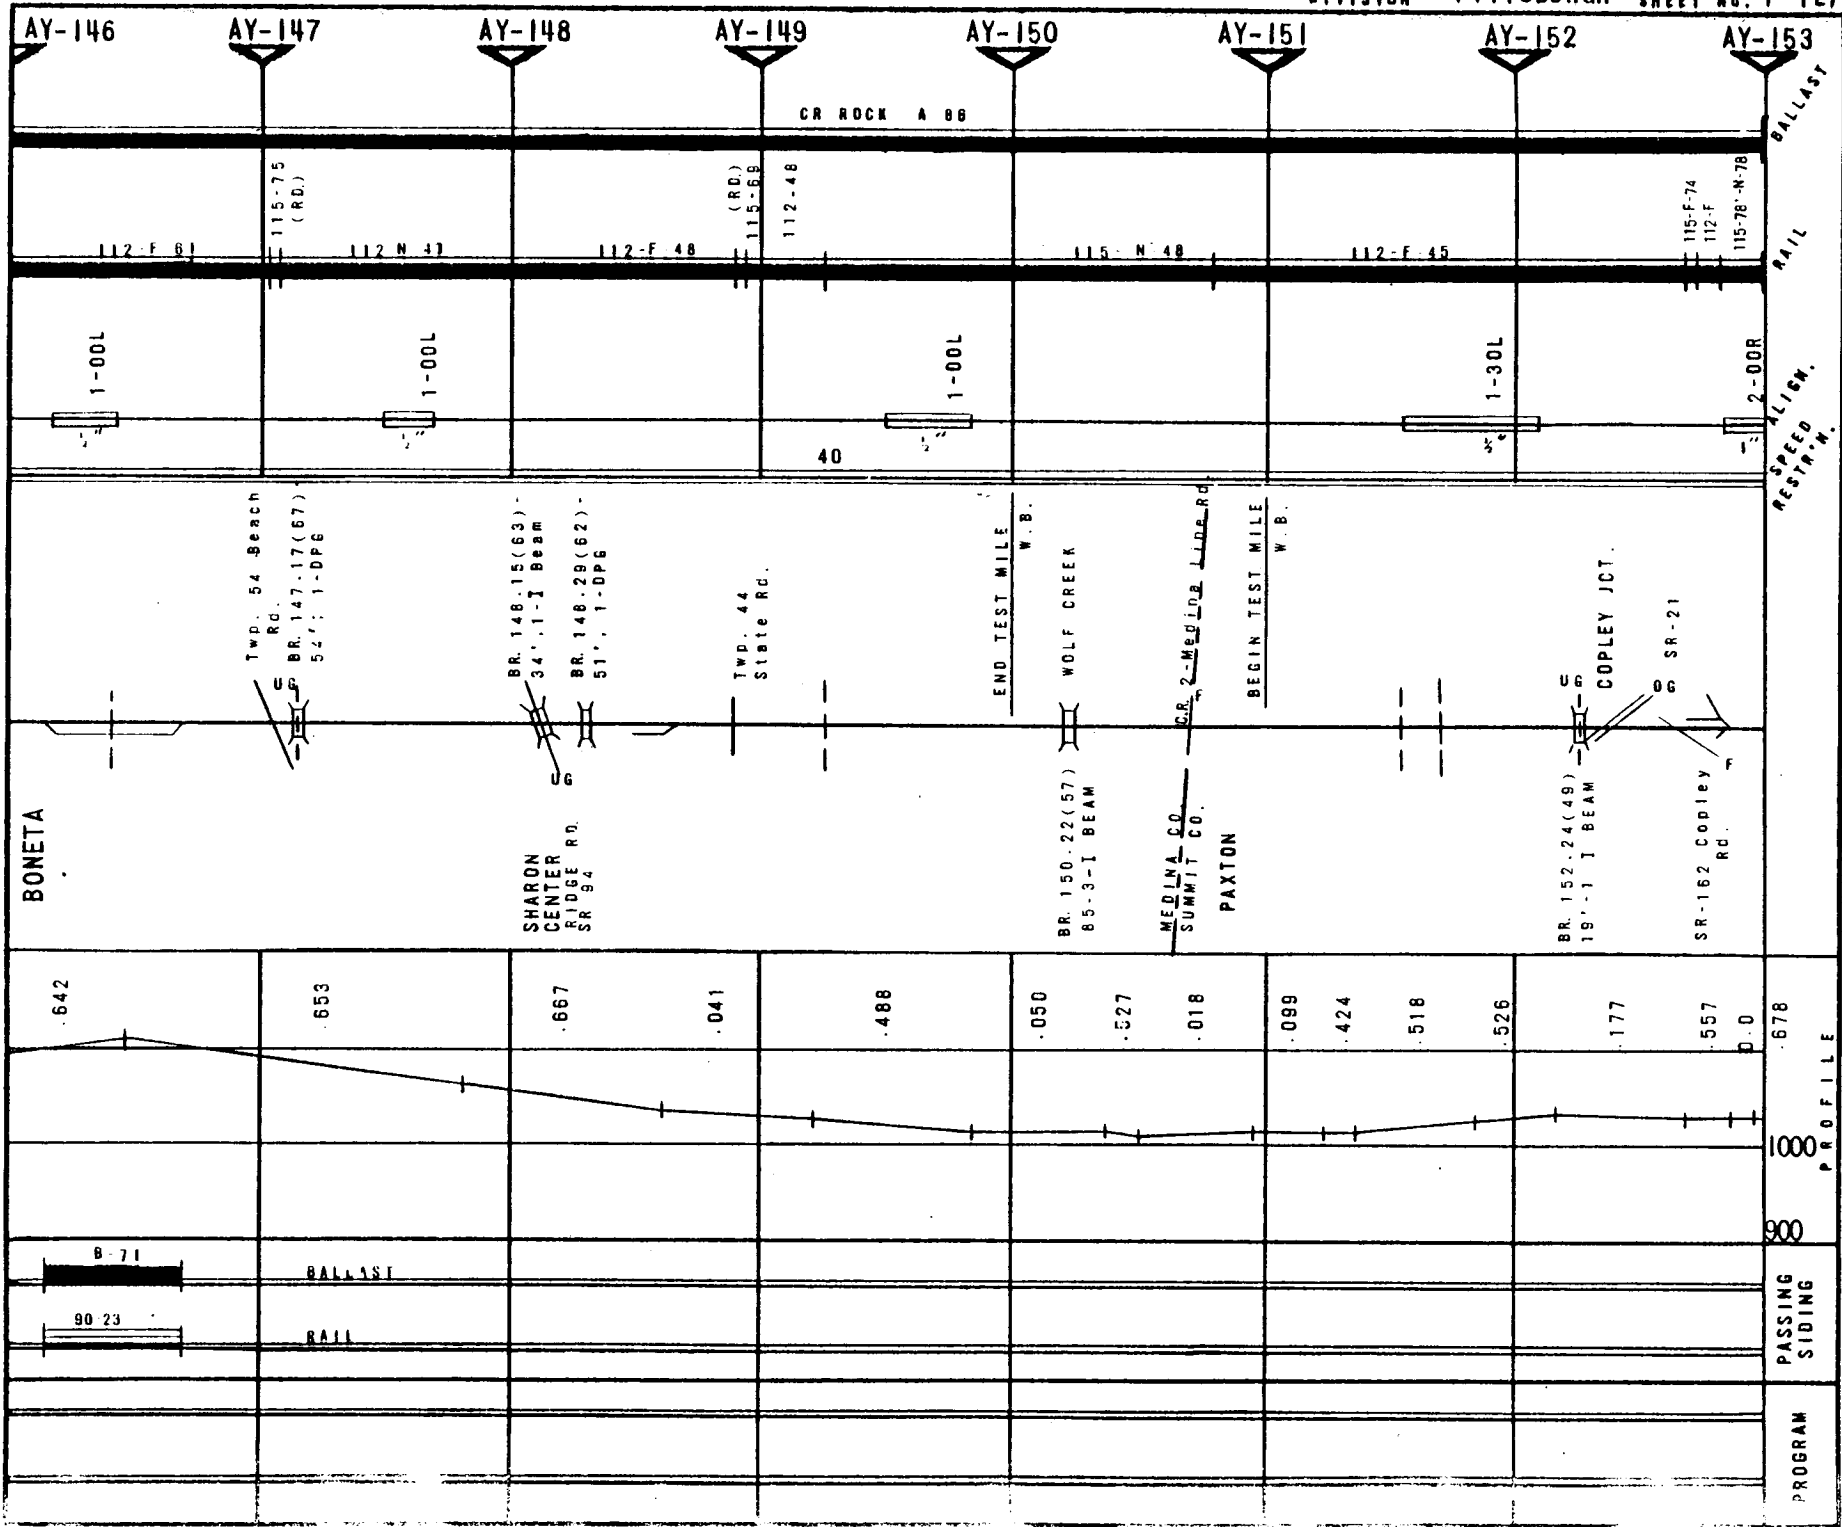 AY-146 AY-147 AY-148 AY-149 AY-150 AY-151 AY-152 AY-153
CR ROCK A 88
BALLAST
115-75
(RD.)
(RD.)
115-69
112-48
115-F-74
112-F
115-78'-N-78
112-F 61
112 N 41
112-F-48
115- N 48
112-F-45
RAIL
1-00L
1-00L
1-00L
1-30L
2-00R
ALIGN.
½"
½"
½"
1"
40
SPEED
RESTR'N.
Twp. 54 Beach
Rd.
BR. 147.17(67)
UG
BR. 148.15(63)-
34', 1-I Beam
BR. 148.29(62)-
51', 1-DPG
UG
Twp. 44
State Rd.
END TEST MILE
W.B.
WOLF CREEK
C.R. 2-Medina Line Rd.
BEGIN TEST MILE
W.B.
UG
COPLEY JCT.
SR-21
OG
F
BONETA
SHARON
CENTER
RIDGE RD.
SR 94
BR. 150.22(57)
85-3-I BEAM
MEDINA CO.
SUMMIT CO.
PAXTON
BR. 152.24(49)
19'-1 I BEAM
SR-162 Copley
Rd.
.642
.653
.667
.041
.488
.050
.527
.018
.099
.424
.518
.526
.177
.557
0.0
.678
PROFILE
1000
900
B-71
BALLAST
90-23
RAIL
PASSING
SIDING
PROGRAM